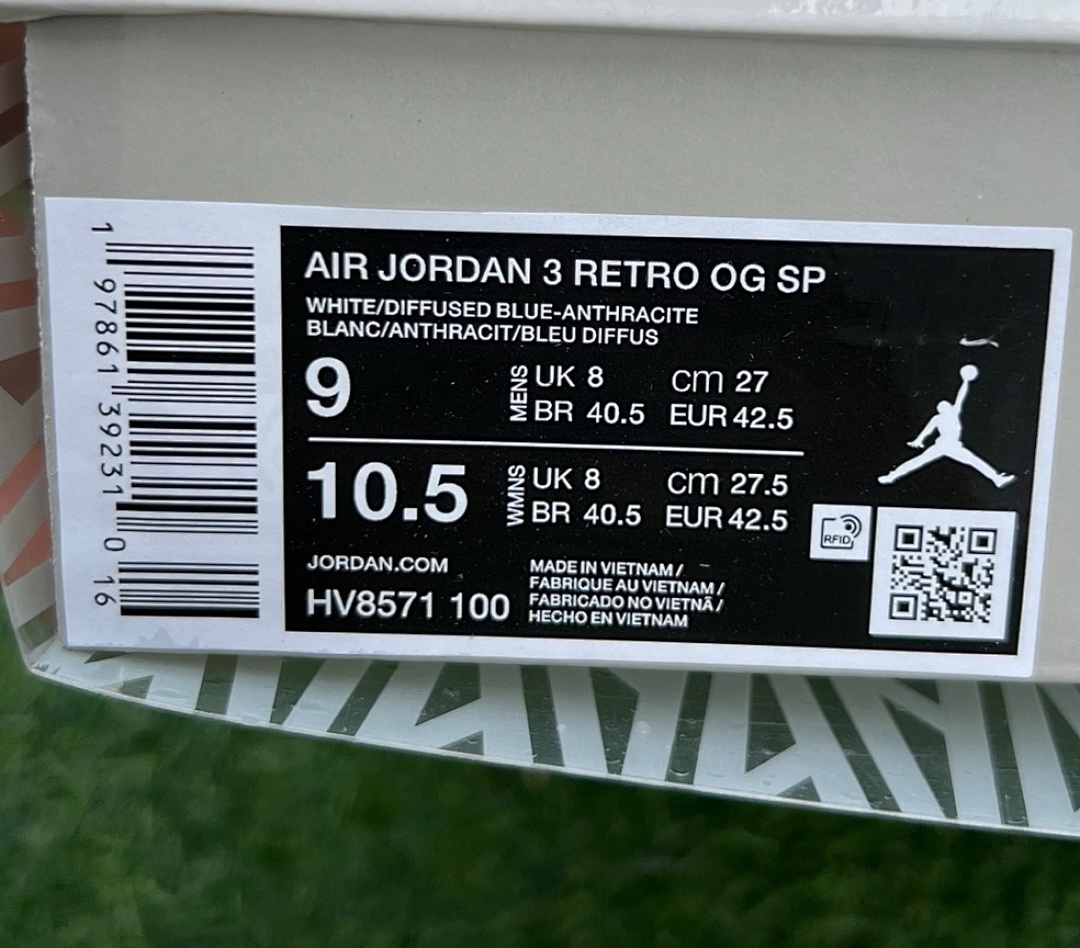 AIR JORDAN 3 RETRO OG SP
WHITE/DIFFUSED BLUE-ANTHRACITE
BLANC/ANTHRACIT/BLEU DIFFUS
9 MENS UK 8 cm 27
BR 40.5 EUR 42.5
10.5 WMNS UK 8 cm 27.5
BR 40.5 EUR 42.5
RFID
JORDAN.COM
HV8571 100
MADE IN VIETNAM /
FABRIQUE AU VIETNAM /
FABRICADO NO VIETNÃ /
HECHO EN VIETNAM
1 97861 39231 0 16